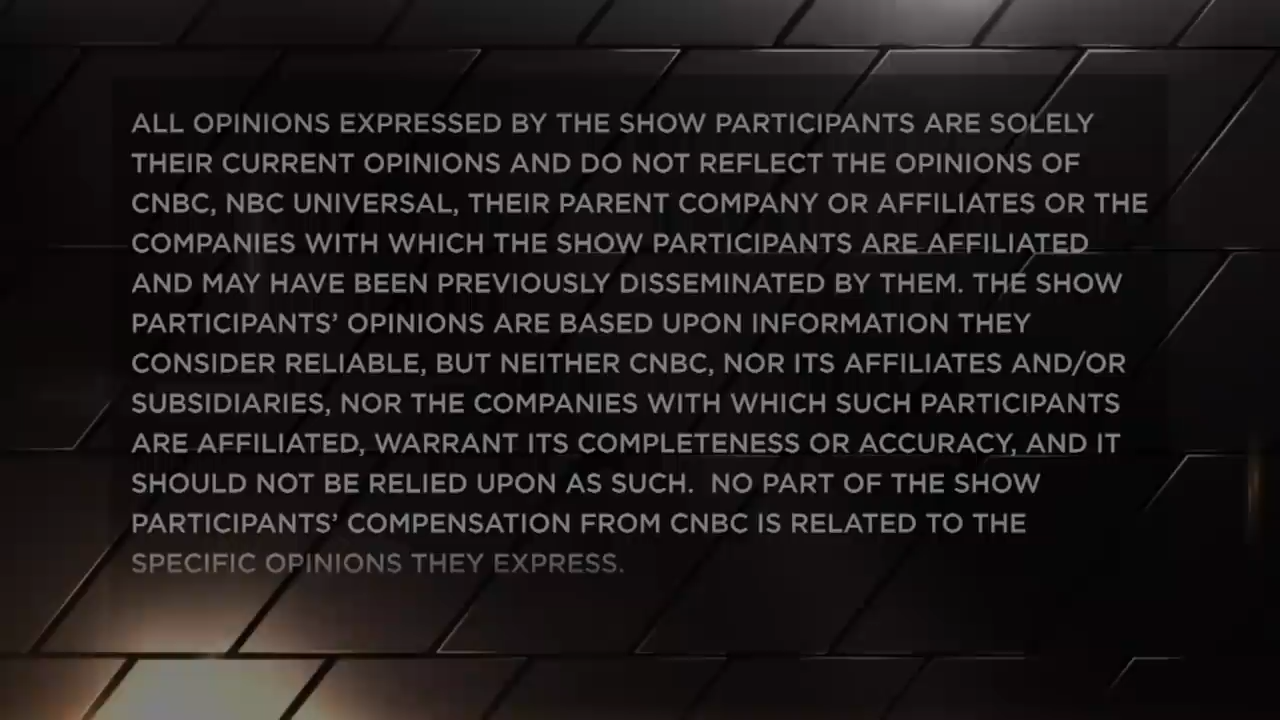 ALL OPINIONS EXPRESSED BY THE SHOW PARTICIPANTS ARE SOLELY
THEIR CURRENT OPINIONS AND DO NOT REFLECT THE OPINIONS OF
CNBC, NBC UNIVERSAL, THEIR PARENT COMPANY OR AFFILIATES OR THE
COMPANIES WITH WHICH THE SHOW PARTICIPANTS ARE AFFILIATED
AND MAY HAVE BEEN PREVIOUSLY DISSEMINATED BY THEM. THE SHOW
PARTICIPANTS’ OPINIONS ARE BASED UPON INFORMATION THEY
CONSIDER RELIABLE, BUT NEITHER CNBC, NOR ITS AFFILIATES AND/OR
SUBSIDIARIES, NOR THE COMPANIES WITH WHICH SUCH PARTICIPANTS
ARE AFFILIATED, WARRANT ITS COMPLETENESS OR ACCURACY, AND IT
SHOULD NOT BE RELIED UPON AS SUCH.  NO PART OF THE SHOW
PARTICIPANTS’ COMPENSATION FROM CNBC IS RELATED TO THE
SPECIFIC OPINIONS THEY EXPRESS.